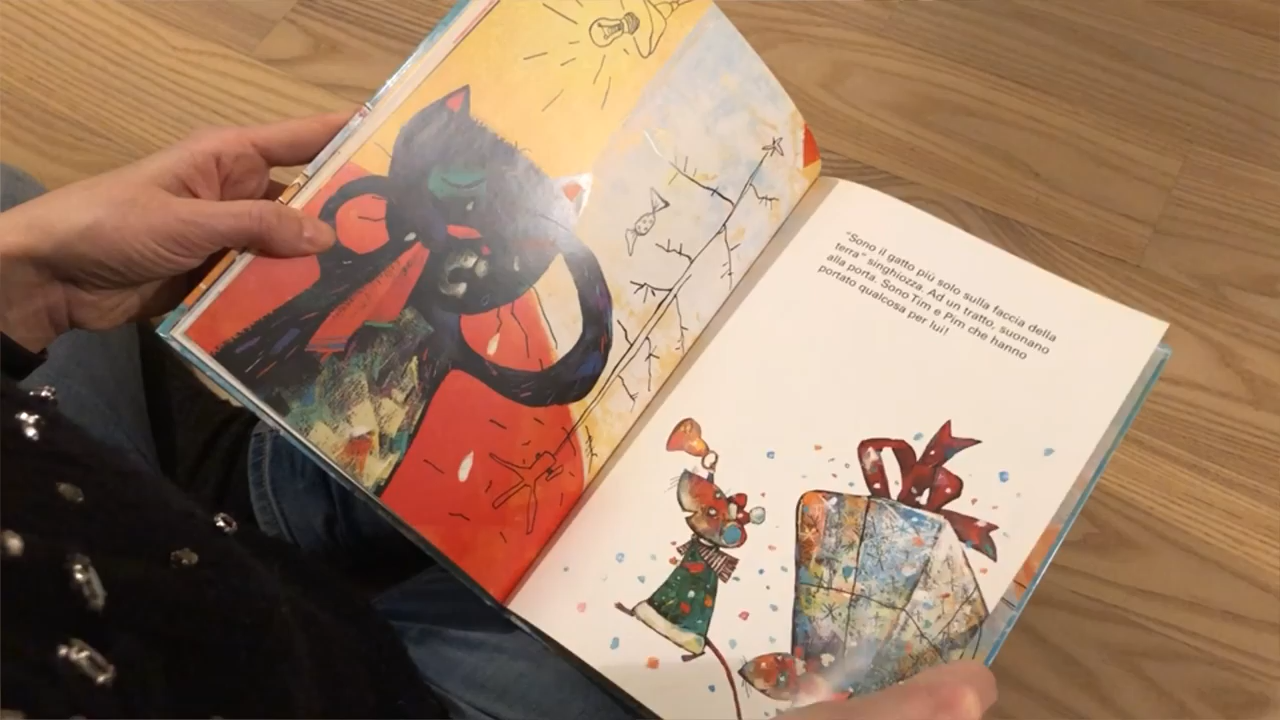 “Sono il gatto più solo sulla faccia della
terra” singhiozza. Ad un tratto, suonano
alla porta. Sono Tim e Pim che hanno
portato qualcosa per lui!